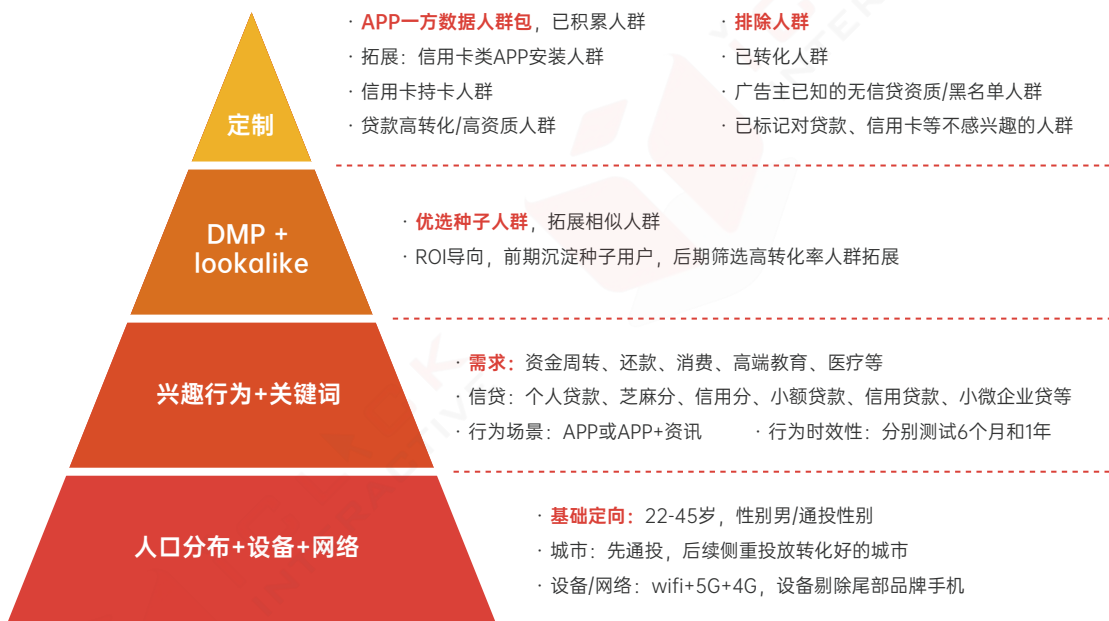 · APP一方数据人群包，已积累人群
· 拓展：信用卡类APP安装人群
· 信用卡持卡人群
· 贷款高转化/高资质人群
· 排除人群
· 已转化人群
· 广告主已知的无信贷资质/黑名单人群
· 已标记对贷款、信用卡等不感兴趣的人群
定制
DMP +
lookalike
· 优选种子人群，拓展相似人群
· ROI导向，前期沉淀种子用户，后期筛选高转化率人群拓展
兴趣行为+关键词
· 需求：资金周转、还款、消费、高端教育、医疗等
· 信贷：个人贷款、芝麻分、信用分、小额贷款、信用贷款、小微企业贷等
· 行为场景：APP或APP+资讯
· 行为时效性：分别测试6个月和1年
人口分布+设备+网络
· 基础定向：22-45岁，性别男/通投性别
· 城市：先通投，后续侧重投放转化好的城市
· 设备/网络：wifi+5G+4G，设备剔除尾部品牌手机